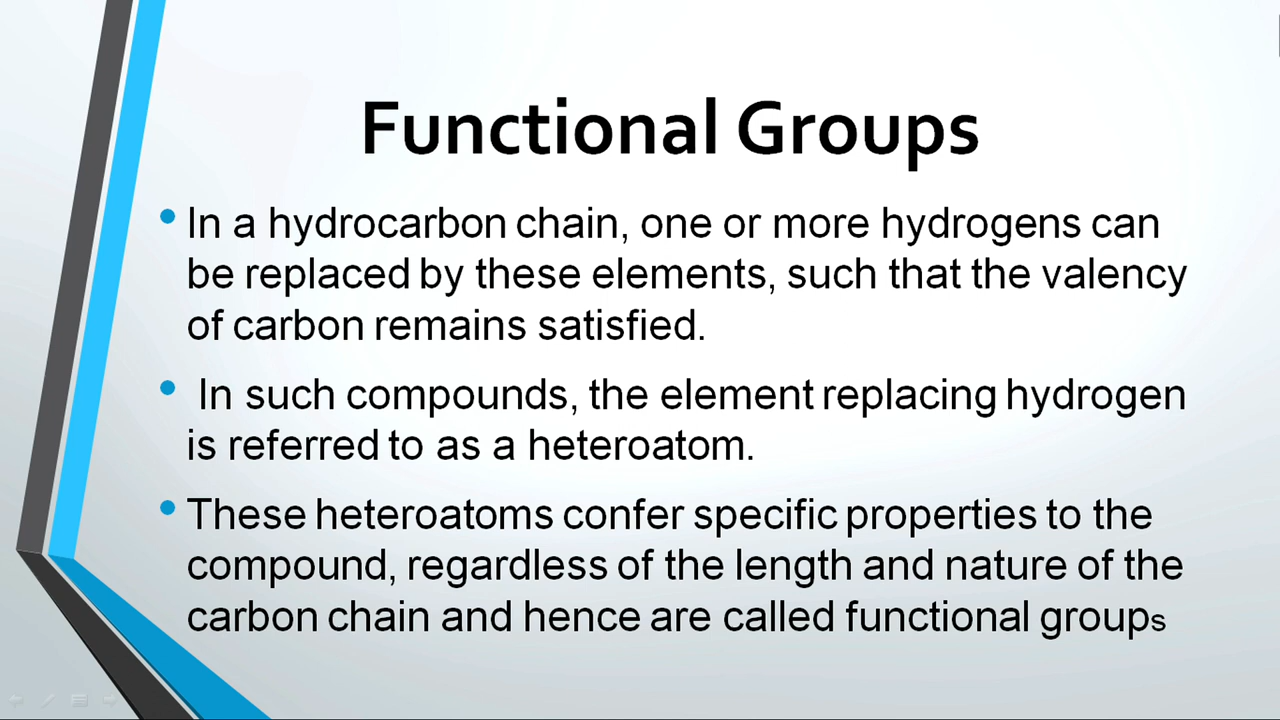 Functional Groups
• In a hydrocarbon chain, one or more hydrogens can
be replaced by these elements, such that the valency
of carbon remains satisfied.
• In such compounds, the element replacing hydrogen
is referred to as a heteroatom.
• These heteroatoms confer specific properties to the
compound, regardless of the length and nature of the
carbon chain and hence are called functional groups